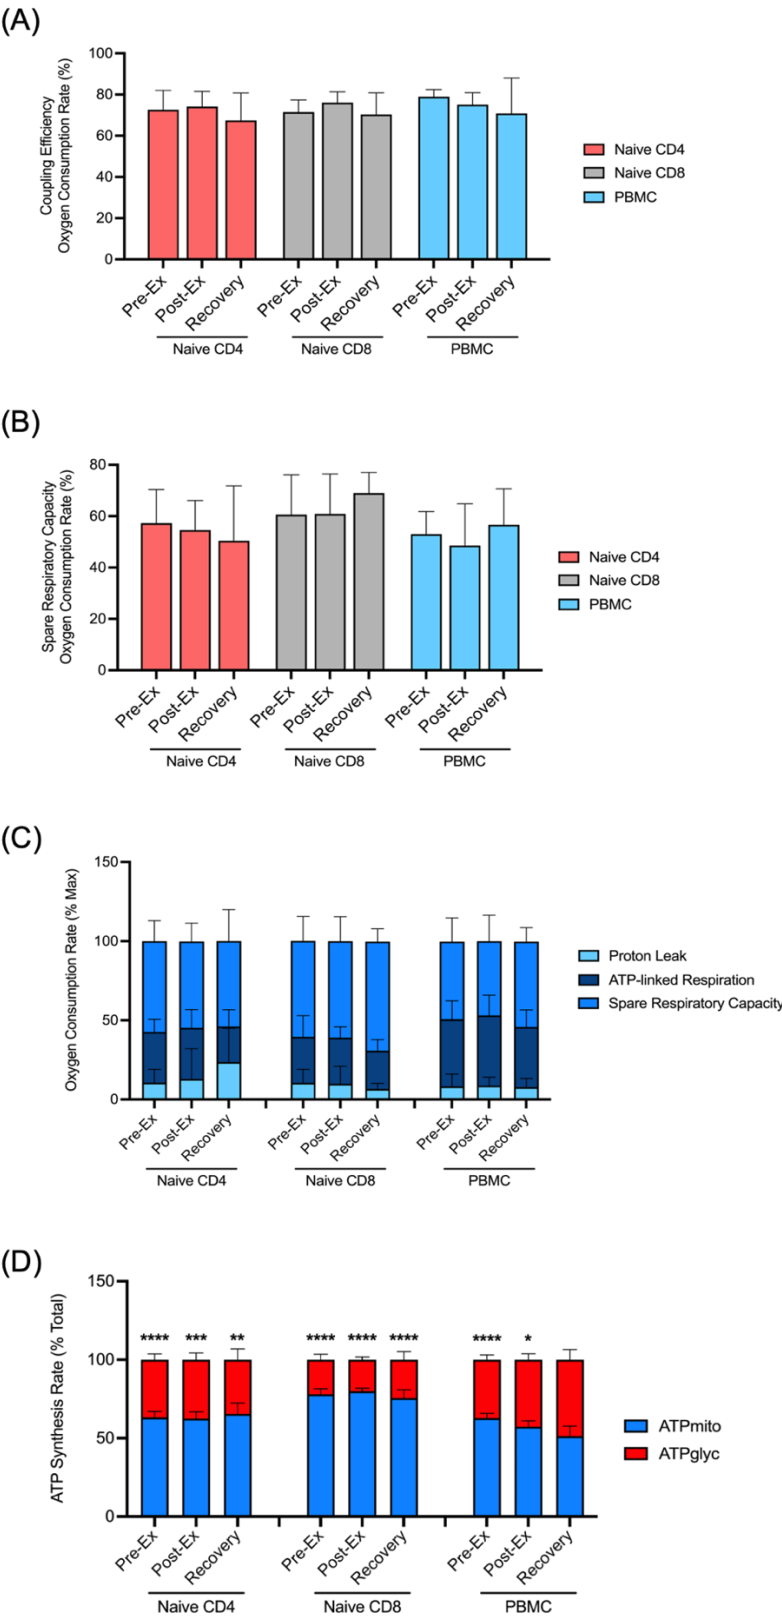 (A)
Coupling Efficiency
Oxygen Consumption Rate (%)
100
80
60
40
20
0
Pre-Ex
Post-Ex
Recovery
Pre-Ex
Post-Ex
Recovery
Pre-Ex
Post-Ex
Recovery
Naive CD4
Naive CD8
PBMC
Naive CD4
Naive CD8
PBMC
(B)
Spare Respiratory Capacity
Oxygen Consumption Rate (%)
80
60
40
20
0
Pre-Ex
Post-Ex
Recovery
Pre-Ex
Post-Ex
Recovery
Pre-Ex
Post-Ex
Recovery
Naive CD4
Naive CD8
PBMC
Naive CD4
Naive CD8
PBMC
(C)
Oxygen Consumption Rate (% Max)
150
100
50
0
Pre-Ex
Post-Ex
Recovery
Pre-Ex
Post-Ex
Recovery
Pre-Ex
Post-Ex
Recovery
Naive CD4
Naive CD8
PBMC
Proton Leak
ATP-linked Respiration
Spare Respiratory Capacity
(D)
ATP Synthesis Rate (% Total)
150
100
50
0
**** *** ** **** **** **** **** *
Pre-Ex
Post-Ex
Recovery
Pre-Ex
Post-Ex
Recovery
Pre-Ex
Post-Ex
Recovery
Naive CD4
Naive CD8
PBMC
ATPmito
ATPglyc